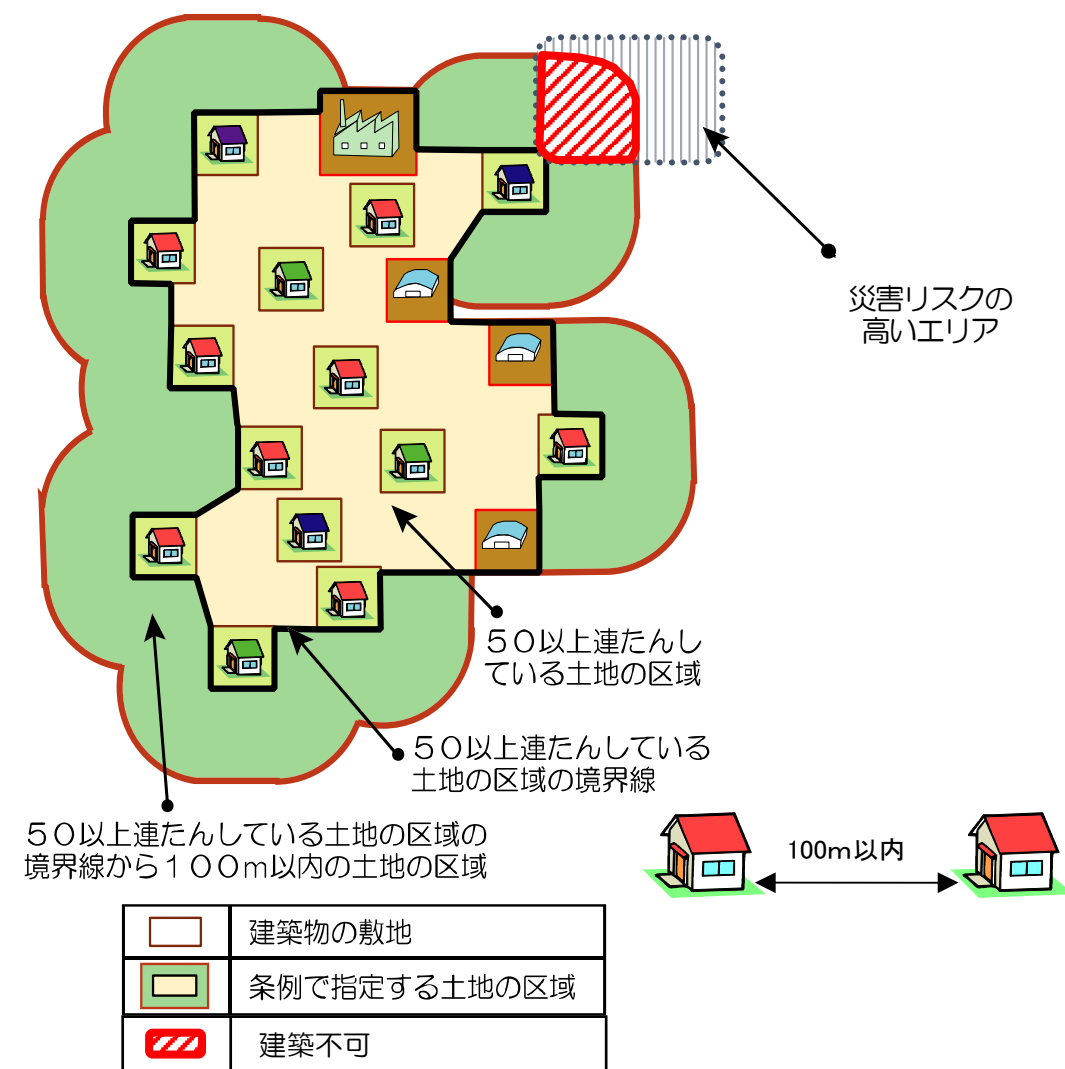 災害リスクの
高いエリア
５０以上連たんし
ている土地の区域
５０以上連たんしている
土地の区域の境界線
５０以上連たんしている土地の区域の
境界線から１００ｍ以内の土地の区域
100ｍ以内
建築物の敷地
条例で指定する土地の区域
建築不可